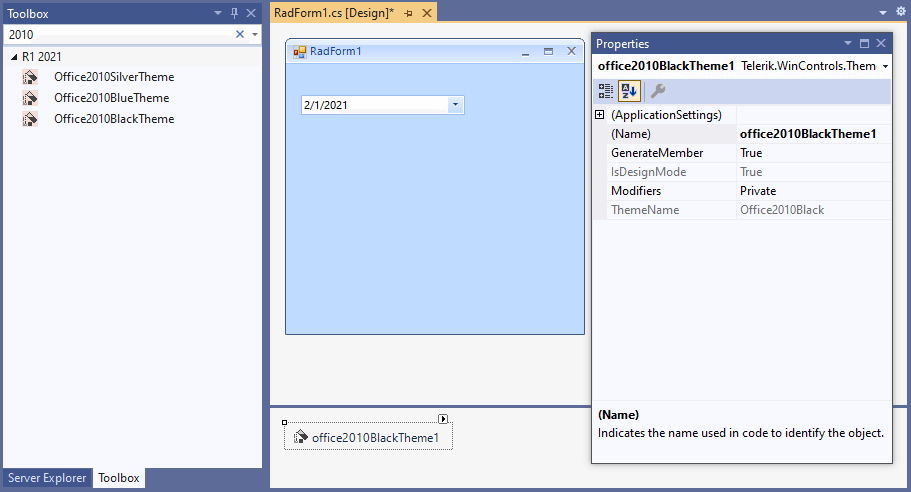 Toolbox
2010
R1 2021
Office2010SilverTheme
Office2010BlueTheme
Office2010BlackTheme
Server Explorer
Toolbox
RadForm1.cs [Design]*
RadForm1
2/1/2021
office2010BlackTheme1
Properties
office2010BlackTheme1 Telerik.WinControls.Them
(ApplicationSettings)
(Name) office2010BlackTheme1
GenerateMember True
IsDesignMode True
Modifiers Private
ThemeName Office2010Black
(Name)
Indicates the name used in code to identify the object.